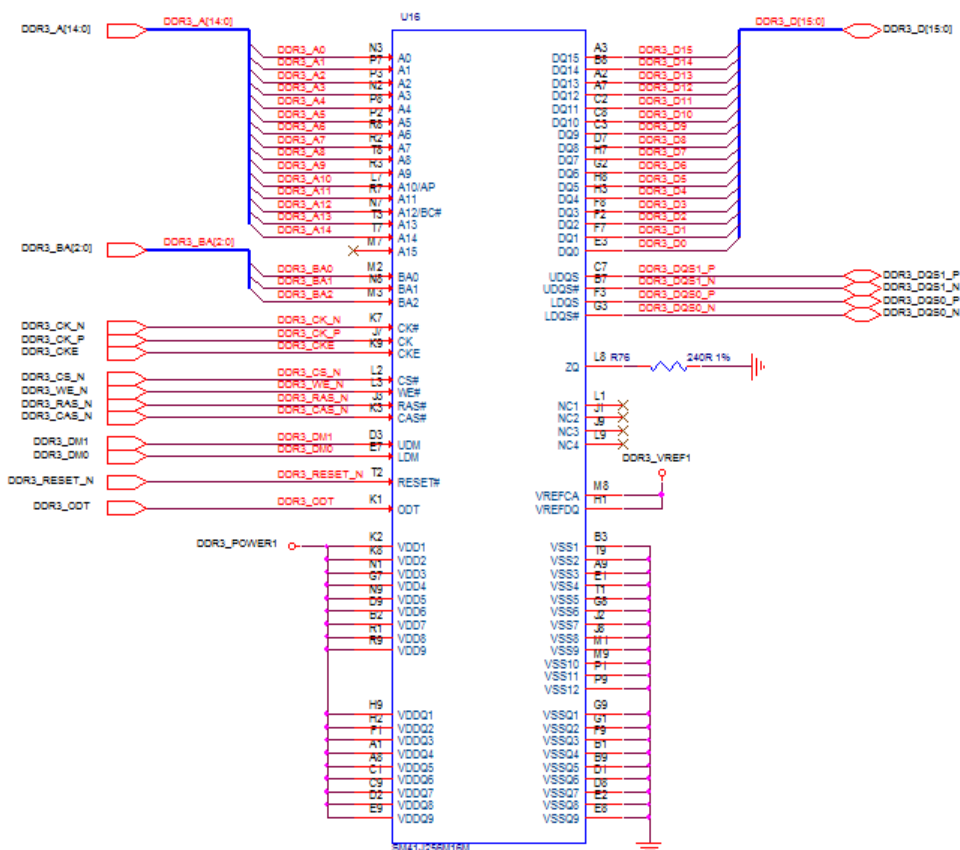 U16
DDR3_A[14:0] DDR3_A[14:0] DDR3_D[15:0] DDR3_D[15:0]
DDR3_A0 N3 A0 DQ15 A3 DDR3_D15
DDR3_A1 P7 A1 DQ14 B8 DDR3_D14
DDR3_A2 P3 A2 DQ13 A2 DDR3_D13
DDR3_A3 N2 A3 DQ12 A7 DDR3_D12
DDR3_A4 P8 A4 DQ11 C2 DDR3_D11
DDR3_A5 P2 A5 DQ10 C8 DDR3_D10
DDR3_A6 R8 A6 DQ9 C3 DDR3_D9
DDR3_A7 R2 A7 DQ8 D7 DDR3_D8
DDR3_A8 T8 A8 DQ7 H7 DDR3_D7
DDR3_A9 R3 A9 DQ6 G2 DDR3_D6
DDR3_A10 L7 A10/AP DQ5 H8 DDR3_D5
DDR3_A11 R7 A11 DQ4 H3 DDR3_D4
DDR3_A12 N7 A12/BC# DQ3 F8 DDR3_D3
DDR3_A13 T3 A13 DQ2 F2 DDR3_D2
DDR3_A14 T7 A14 DQ1 F7 DDR3_D1
M7 A15 DQ0 E3 DDR3_D0
DDR3_BA[2:0] DDR3_BA[2:0]
DDR3_BA0 M2 BA0 UDQS C7 DDR3_DQS1_P DDR3_DQS1_P
DDR3_BA1 N8 BA1 UDQS# B7 DDR3_DQS1_N DDR3_DQS1_N
DDR3_BA2 M3 BA2 LDQS F3 DDR3_DQS0_P DDR3_DQS0_P
LDQS# G3 DDR3_DQS0_N DDR3_DQS0_N
DDR3_CK_N DDR3_CK_N K7 CK#
DDR3_CK_P DDR3_CK_P J7 CK
DDR3_CKE DDR3_CKE K9 CKE
ZQ L8 R76 240R 1%
DDR3_CS_N DDR3_CS_N L2 CS#
DDR3_WE_N DDR3_WE_N L3 WE#
DDR3_RAS_N DDR3_RAS_N J3 RAS# NC1 L1
DDR3_CAS_N DDR3_CAS_N K3 CAS# NC2 J1
NC3 J9
DDR3_DM1 DDR3_DM1 D3 UDM NC4 L9
DDR3_DM0 DDR3_DM0 E7 LDM
DDR3_VREF1
DDR3_RESET_N DDR3_RESET_N T2 RESET#
VREFCA M8
DDR3_ODT DDR3_ODT K1 ODT VREFDQ H1
DDR3_POWER1 K2 VDD1 VSS1 B3
K8 VDD2 VSS2 T9
N1 VDD3 VSS3 A9
G7 VDD4 VSS4 E1
N9 VDD5 VSS5 T1
D9 VDD6 VSS6 G8
B2 VDD7 VSS7 J2
R1 VDD8 VSS8 J8
R9 VDD9 VSS9 M1
VSS10 M9
VSS11 P1
VSS12 P9
H9 VDDQ1 VSSQ1 G9
H2 VDDQ2 VSSQ2 G1
F1 VDDQ3 VSSQ3 F9
A1 VDDQ4 VSSQ4 B1
A8 VDDQ5 VSSQ5 B9
C1 VDDQ6 VSSQ6 D1
C9 VDDQ7 VSSQ7 D8
D2 VDDQ8 VSSQ8 E2
E9 VDDQ9 VSSQ9 E8